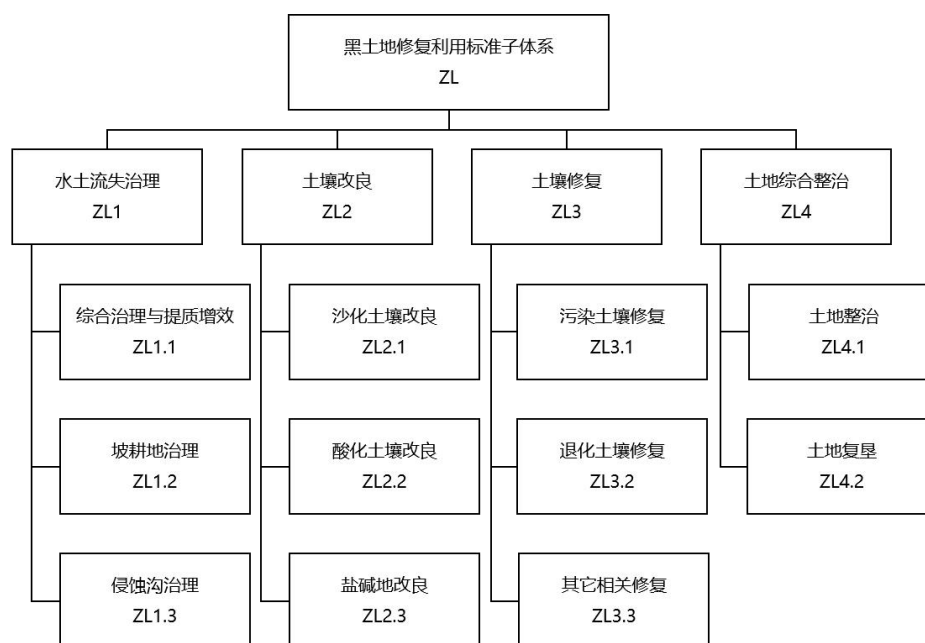 黑土地修复利用标准子体系
ZL
水土流失治理
ZL1
土壤改良
ZL2
土壤修复
ZL3
土地综合整治
ZL4
综合治理与提质增效
ZL1.1
沙化土壤改良
ZL2.1
污染土壤修复
ZL3.1
土地整治
ZL4.1
坡耕地治理
ZL1.2
酸化土壤改良
ZL2.2
退化土壤修复
ZL3.2
土地复垦
ZL4.2
侵蚀沟治理
ZL1.3
盐碱地改良
ZL2.3
其它相关修复
ZL3.3